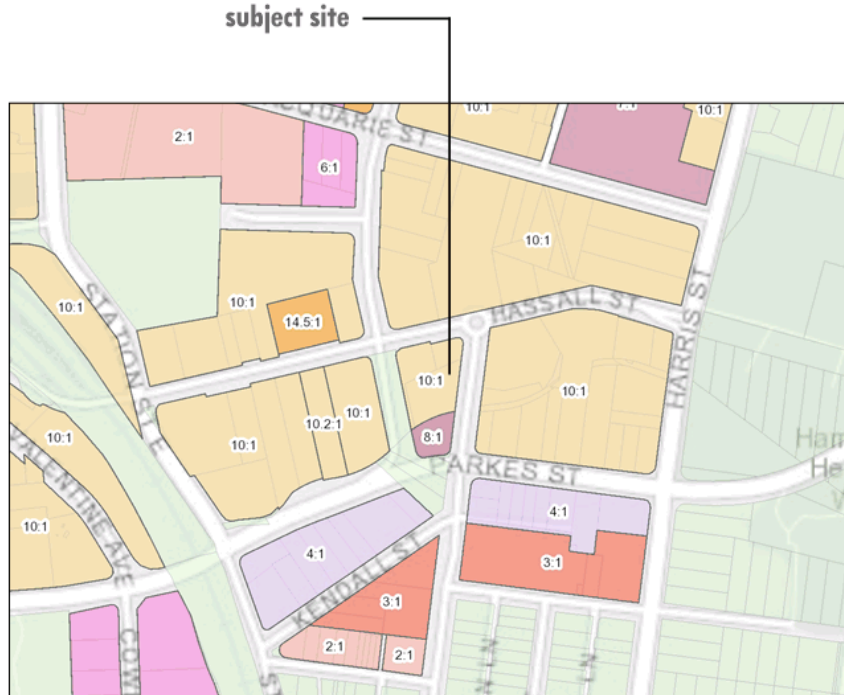 subject site
10:1
7:1
10:1
ACQUARIE ST
2:1
6:1
10:1
10:1
10:1
14.5:1
HASSALL ST
STATION ST E
HARRIS ST
10:1
10:1
10:1
10.2:1
10:1
8:1
10:1
VALENTINE AVE
PARKES ST
10:1
4:1
4:1
3:1
KENDALL ST
3:1
2:1
2:1